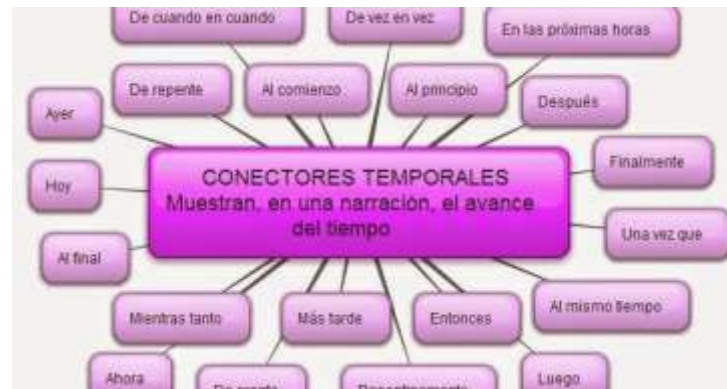 De cuando en cuando
De vez en vez
En las próximas horas
De repente
Al comienzo
Al principio
Después
Ayer
Finalmente
CONECTORES TEMPORALES
Muestran, en una narración, el avance
del tiempo
Hoy
Una vez que
Al final
Mientras tanto
Más tarde
Entonces
Al mismo tiempo
Ahora
Luego